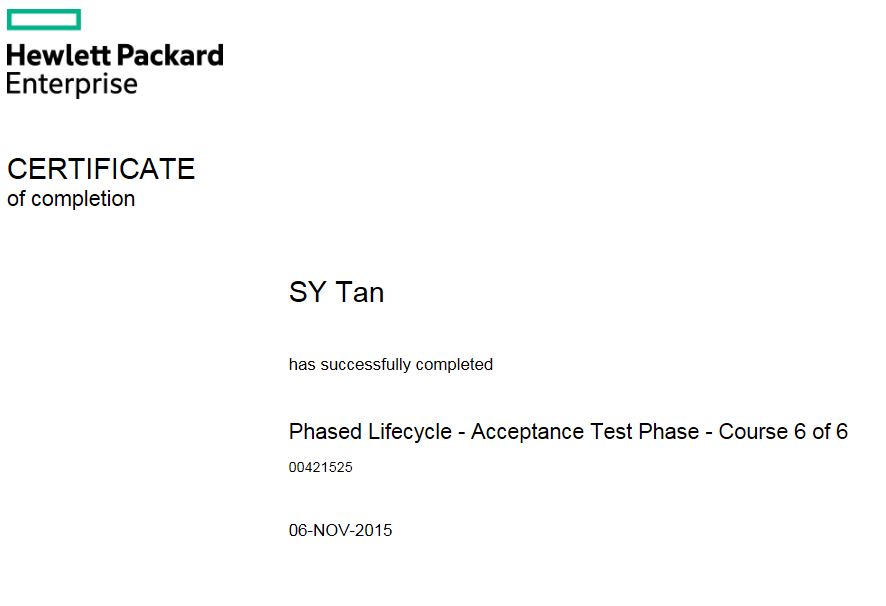 Hewlett Packard
Enterprise
CERTIFICATE
of completion
SY Tan
has successfully completed
Phased Lifecycle - Acceptance Test Phase - Course 6 of 6
00421525
06-NOV-2015